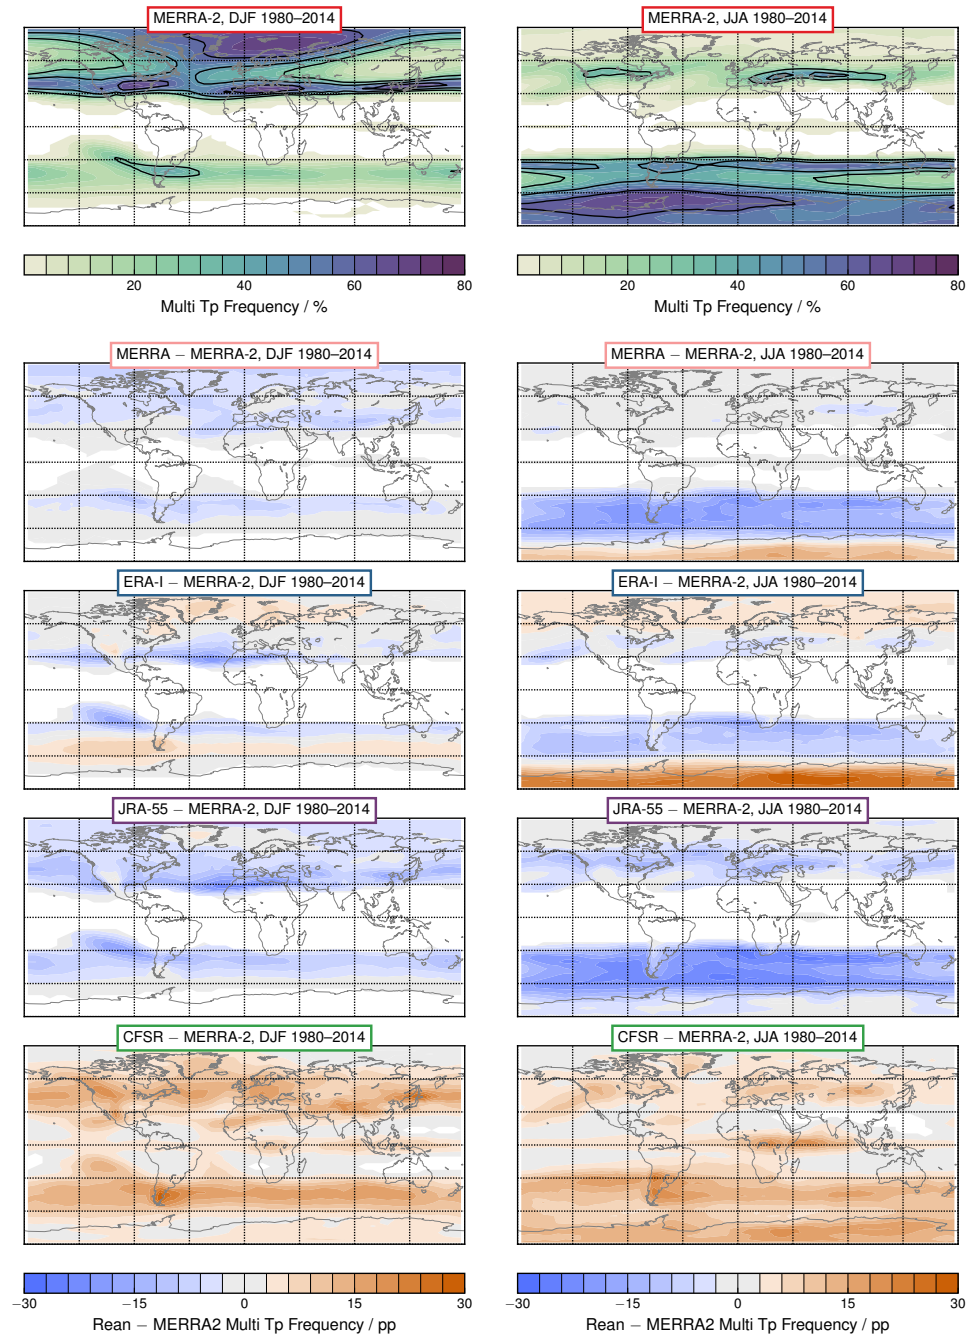 MERRA-2, DJF 1980–2014
MERRA-2, JJA 1980–2014
20 40 60 80
Multi Tp Frequency / %
20 40 60 80
Multi Tp Frequency / %
MERRA − MERRA-2, DJF 1980–2014
MERRA − MERRA-2, JJA 1980–2014
ERA-I − MERRA-2, DJF 1980–2014
ERA-I − MERRA-2, JJA 1980–2014
JRA-55 − MERRA-2, DJF 1980–2014
JRA-55 − MERRA-2, JJA 1980–2014
CFSR − MERRA-2, DJF 1980–2014
CFSR − MERRA-2, JJA 1980–2014
−30 −15 0 15 30
Rean − MERRA2 Multi Tp Frequency / pp
−30 −15 0 15 30
Rean − MERRA2 Multi Tp Frequency / pp